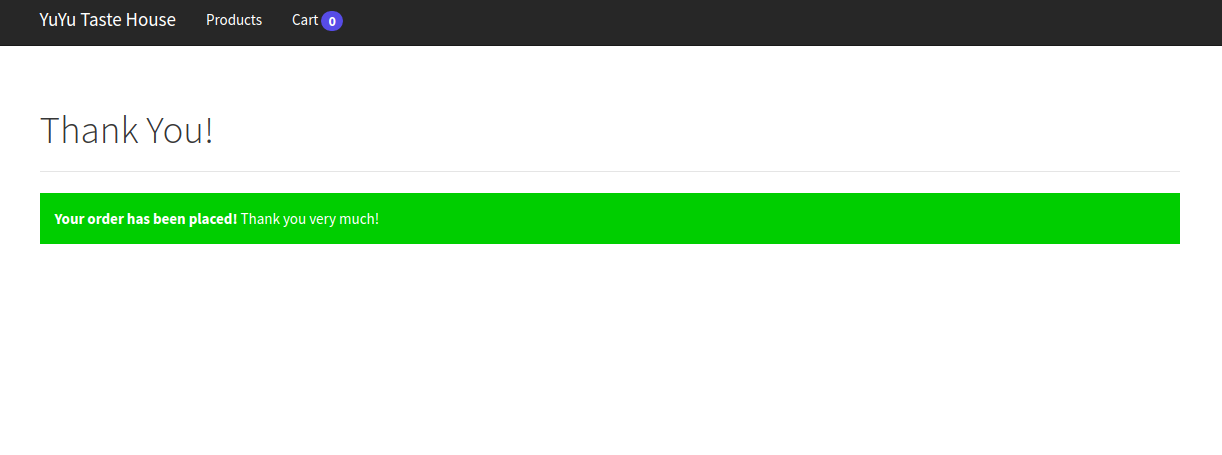 YuYu Taste House Products Cart 0
Thank You!
Your order has been placed! Thank you very much!